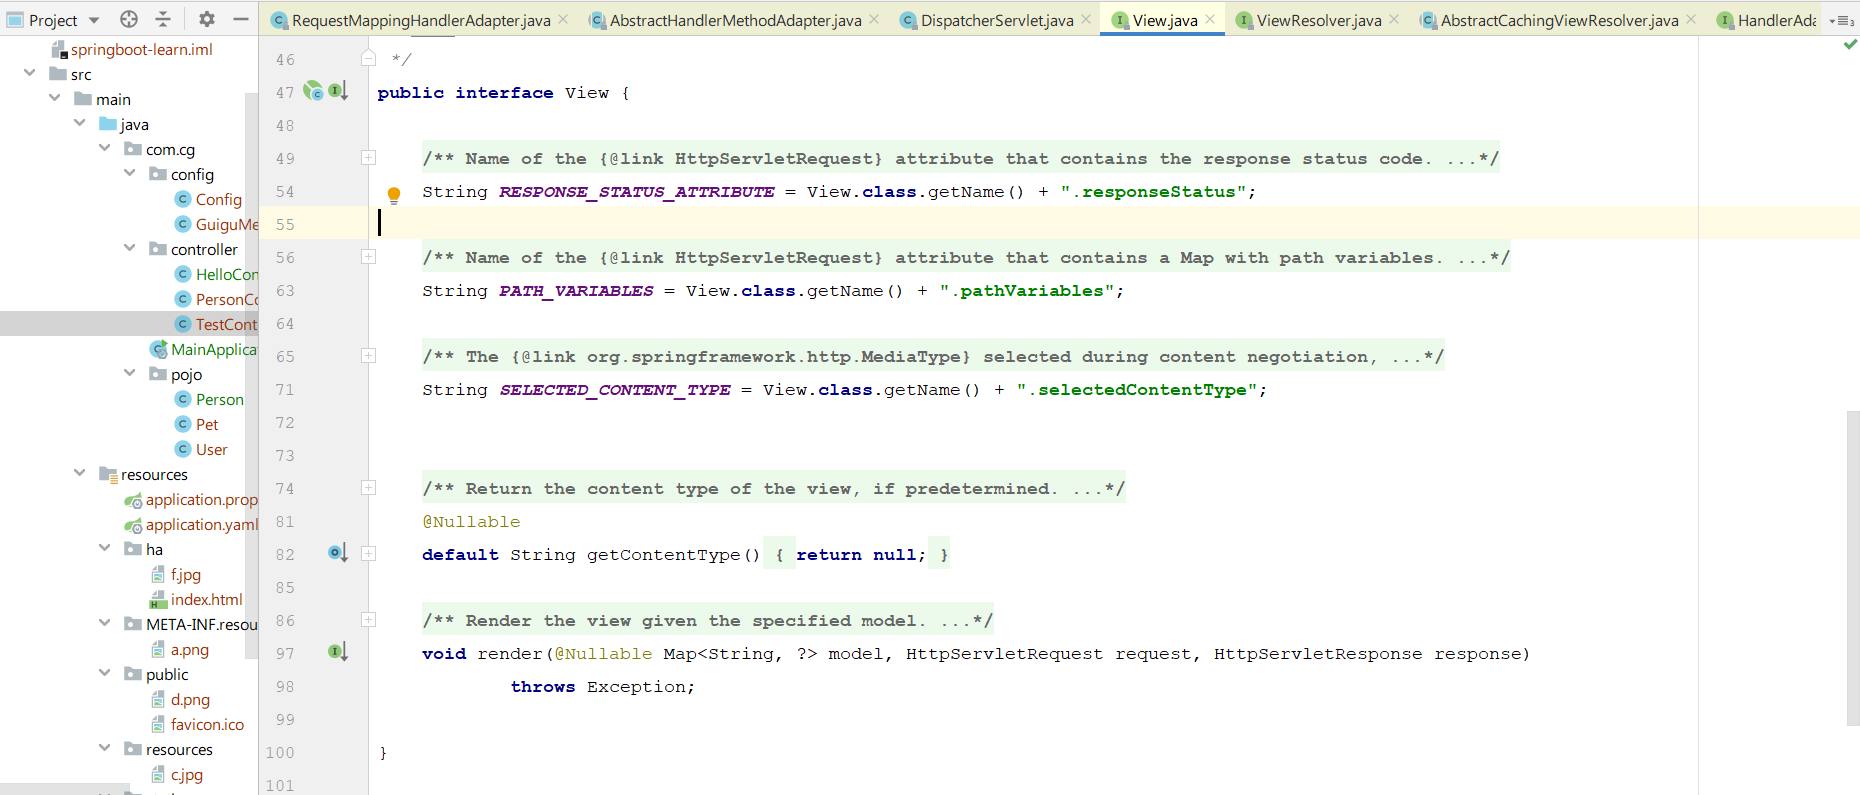 Project
RequestMappingHandlerAdapter.java
AbstractHandlerMethodAdapter.java
DispatcherServlet.java
View.java
ViewResolver.java
AbstractCachingViewResolver.java
HandlerAda
3
springboot-learn.iml
src
main
java
com.cg
config
Config
GuiguMe
controller
HelloCon
PersonCo
TestCont
MainApplica
pojo
Person
Pet
User
resources
application.prop
application.yaml
ha
f.jpg
index.html
META-INF.resou
a.png
public
d.png
favicon.ico
resources
c.jpg
46 */
47 public interface View {
48
49 /** Name of the {@link HttpServletRequest} attribute that contains the response status code. ...*/
54 String RESPONSE_STATUS_ATTRIBUTE = View.class.getName() + ".responseStatus";
55
56 /** Name of the {@link HttpServletRequest} attribute that contains a Map with path variables. ...*/
63 String PATH_VARIABLES = View.class.getName() + ".pathVariables";
64
65 /** The {@link org.springframework.http.MediaType} selected during content negotiation, ...*/
71 String SELECTED_CONTENT_TYPE = View.class.getName() + ".selectedContentType";
72
73
74 /** Return the content type of the view, if predetermined. ...*/
81 @Nullable
82 default String getContentType() { return null; }
85
86 /** Render the view given the specified model. ...*/
97 void render(@Nullable Map<String, ?> model, HttpServletRequest request, HttpServletResponse response)
98 throws Exception;
99
100 }
101